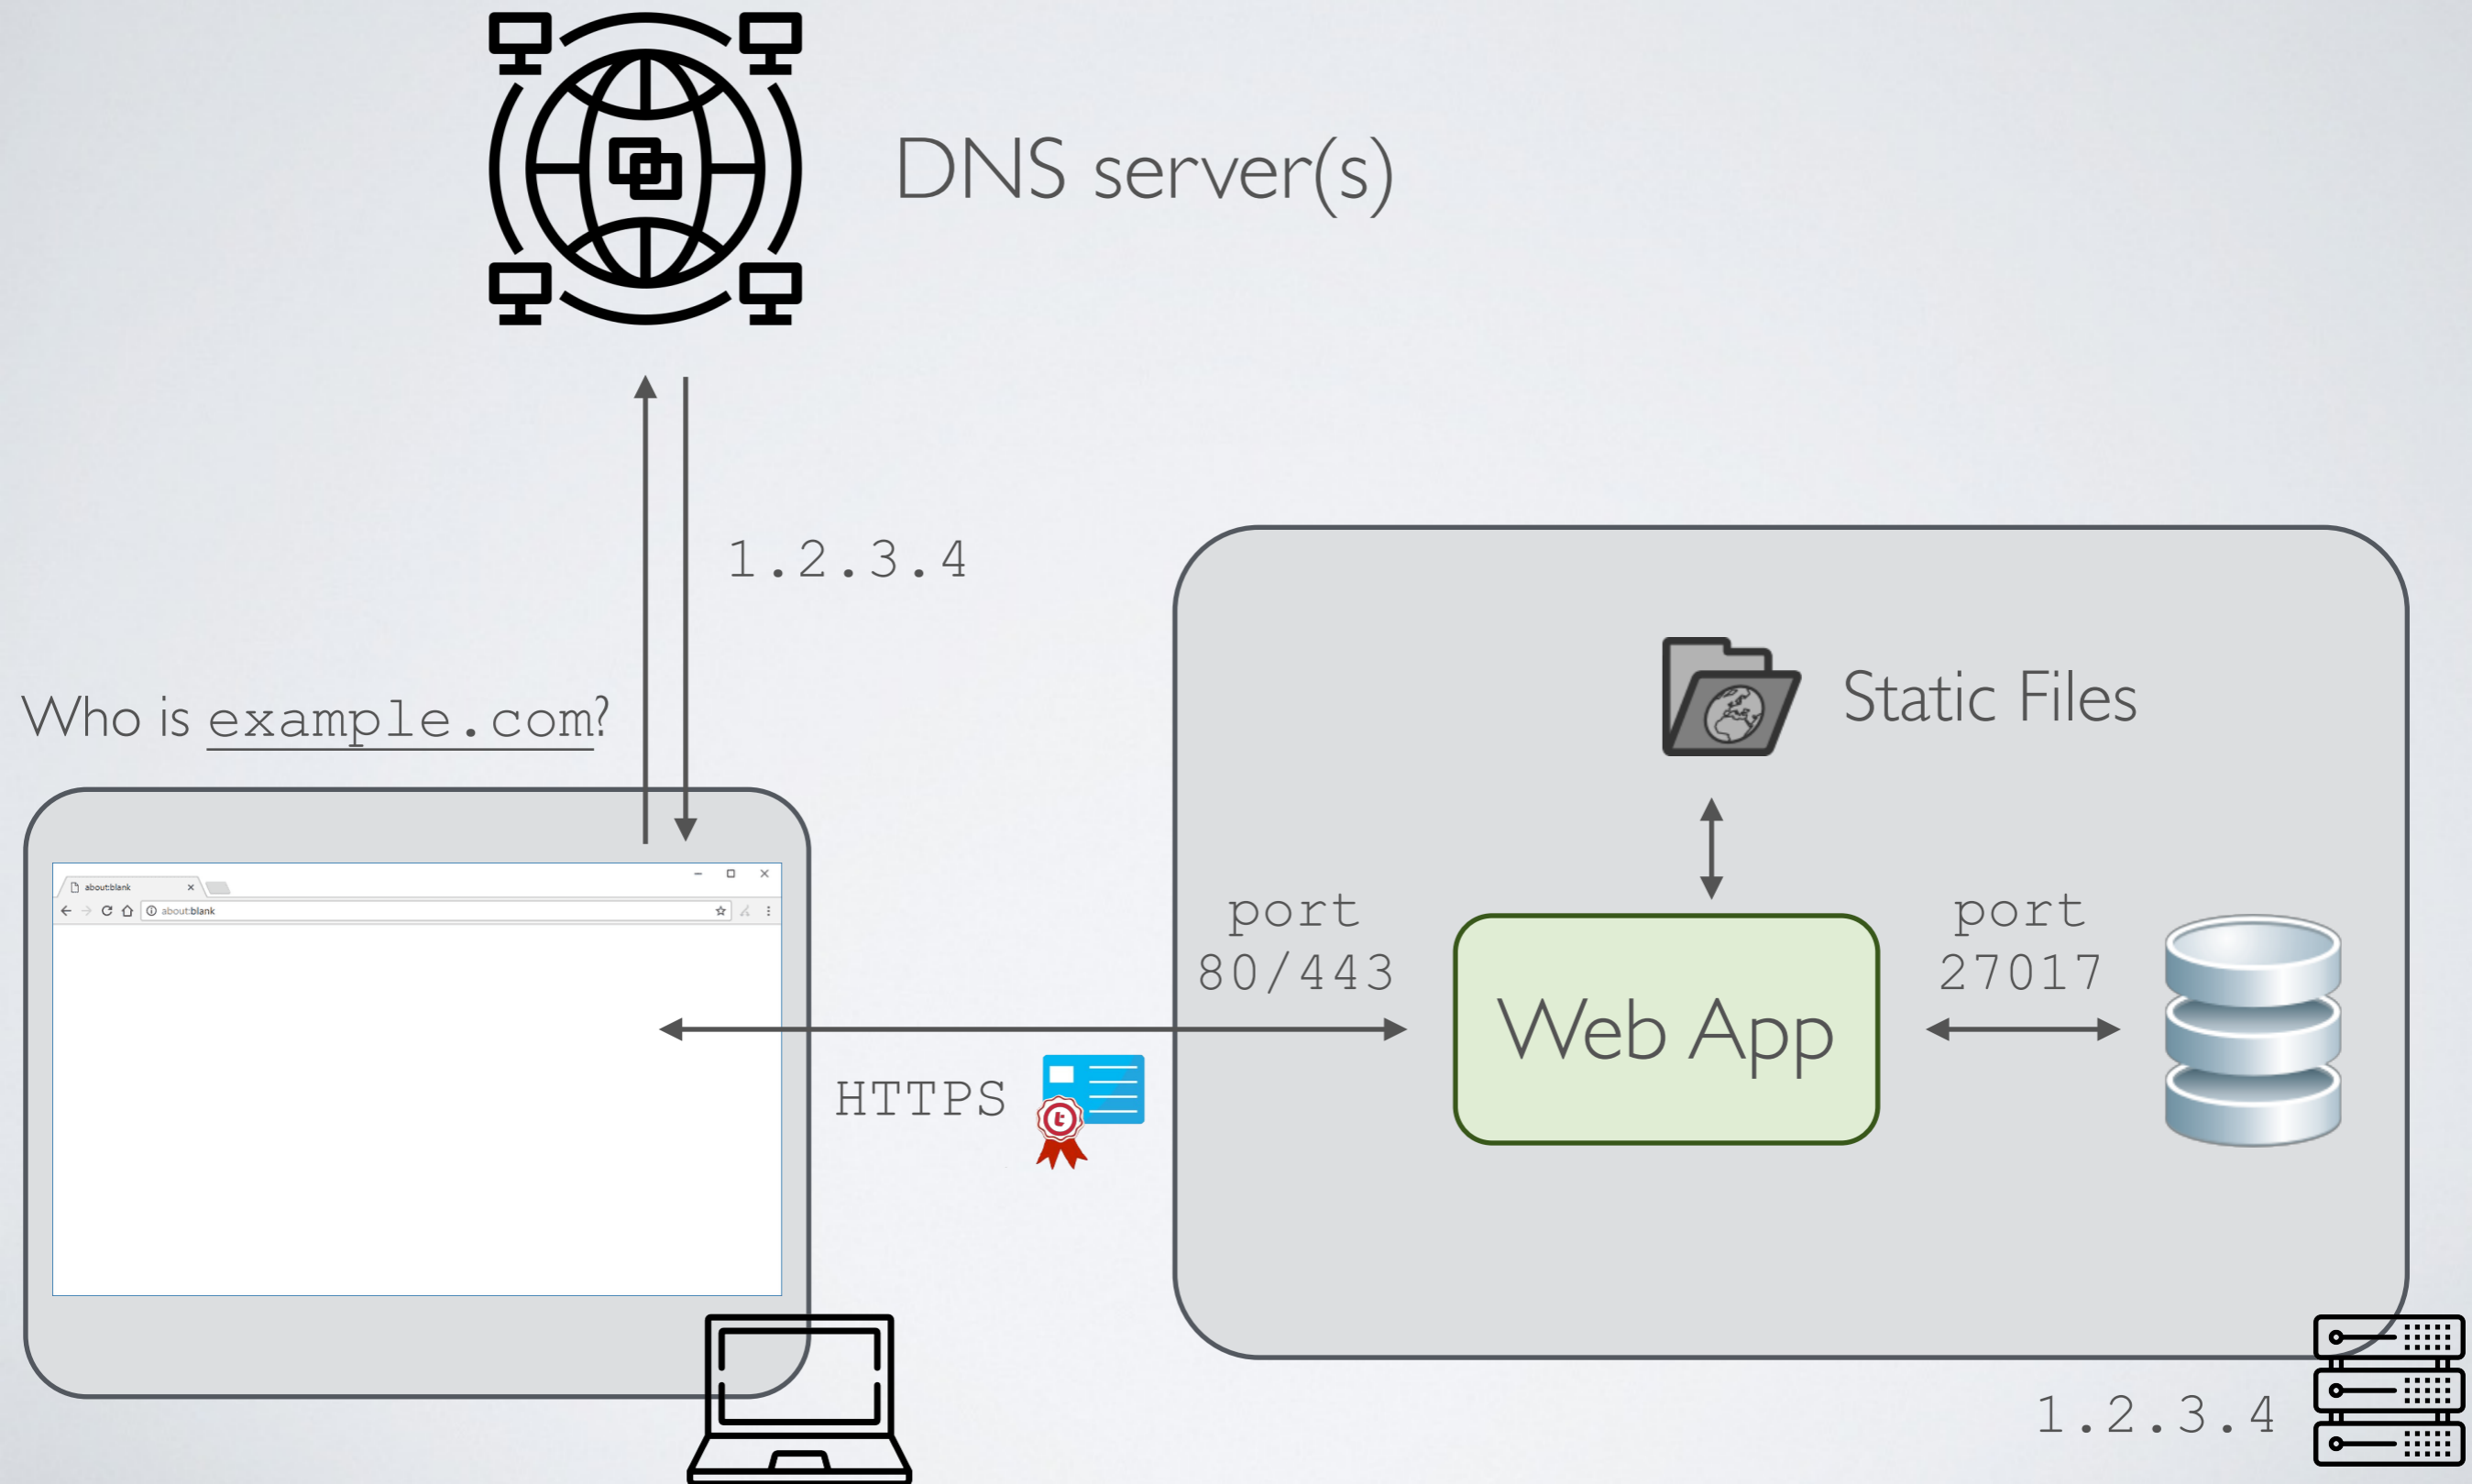 DNS server(s)
1.2.3.4
Who is example.com?
about:blank
about:blank
Static Files
port
80/443
Web App
port
27017
HTTPS
t
1.2.3.4